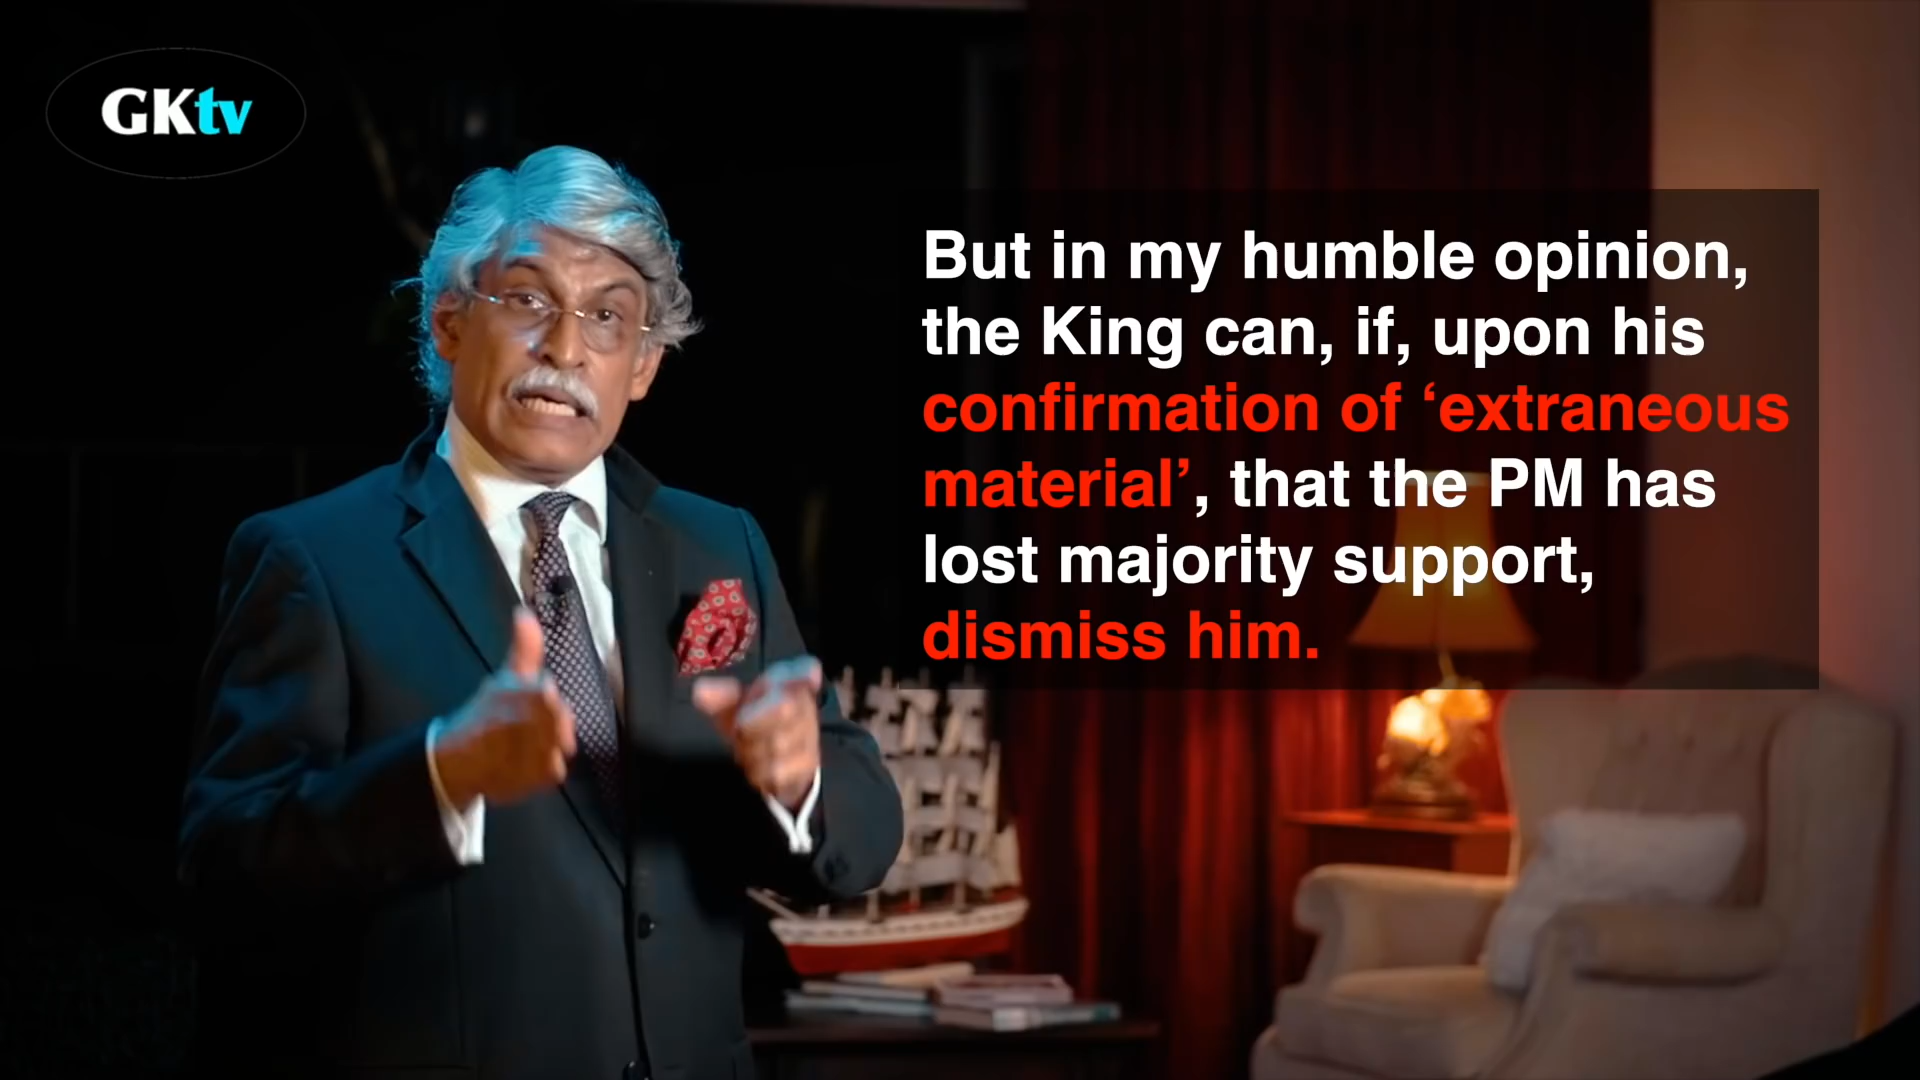 GKtv
But in my humble opinion,
the King can, if, upon his
confirmation of ‘extraneous
material’, that the PM has
lost majority support,
dismiss him.